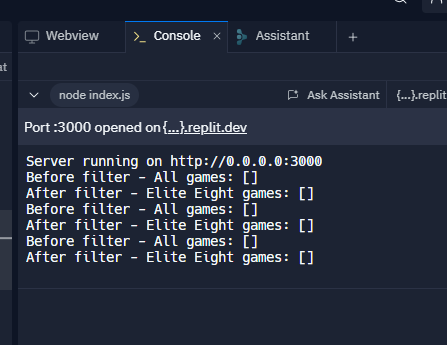 Webview
Console
Assistant
at
node index.js
Ask Assistant
{...}.replit
Port :3000 opened on {...}.replit.dev
Server running on http://0.0.0.0:3000
Before filter - All games: []
After filter - Elite Eight games: []
Before filter - All games: []
After filter - Elite Eight games: []
Before filter - All games: []
After filter - Elite Eight games: []